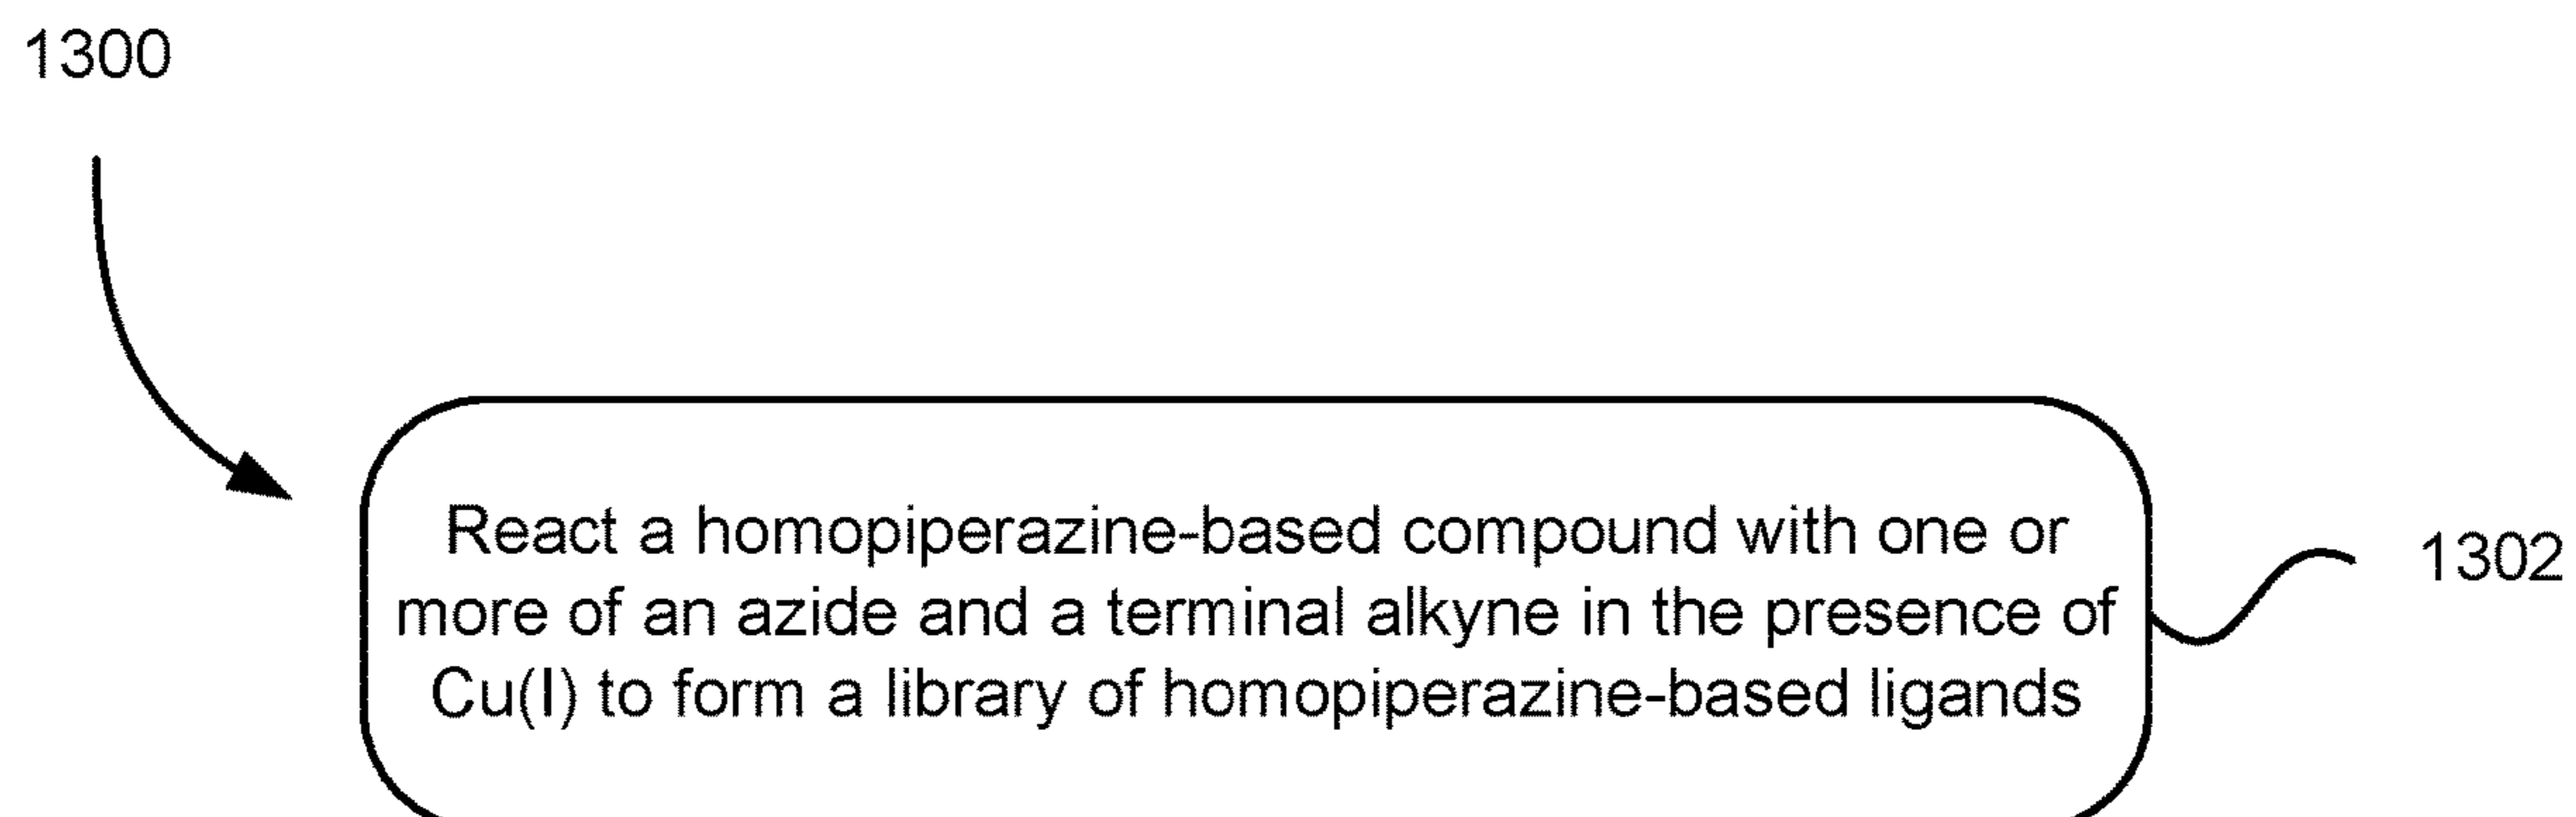 1300
React a homopiperazine-based compound with one or
more of an azide and a terminal alkyne in the presence of
Cu(I) to form a library of homopiperazine-based ligands
1302